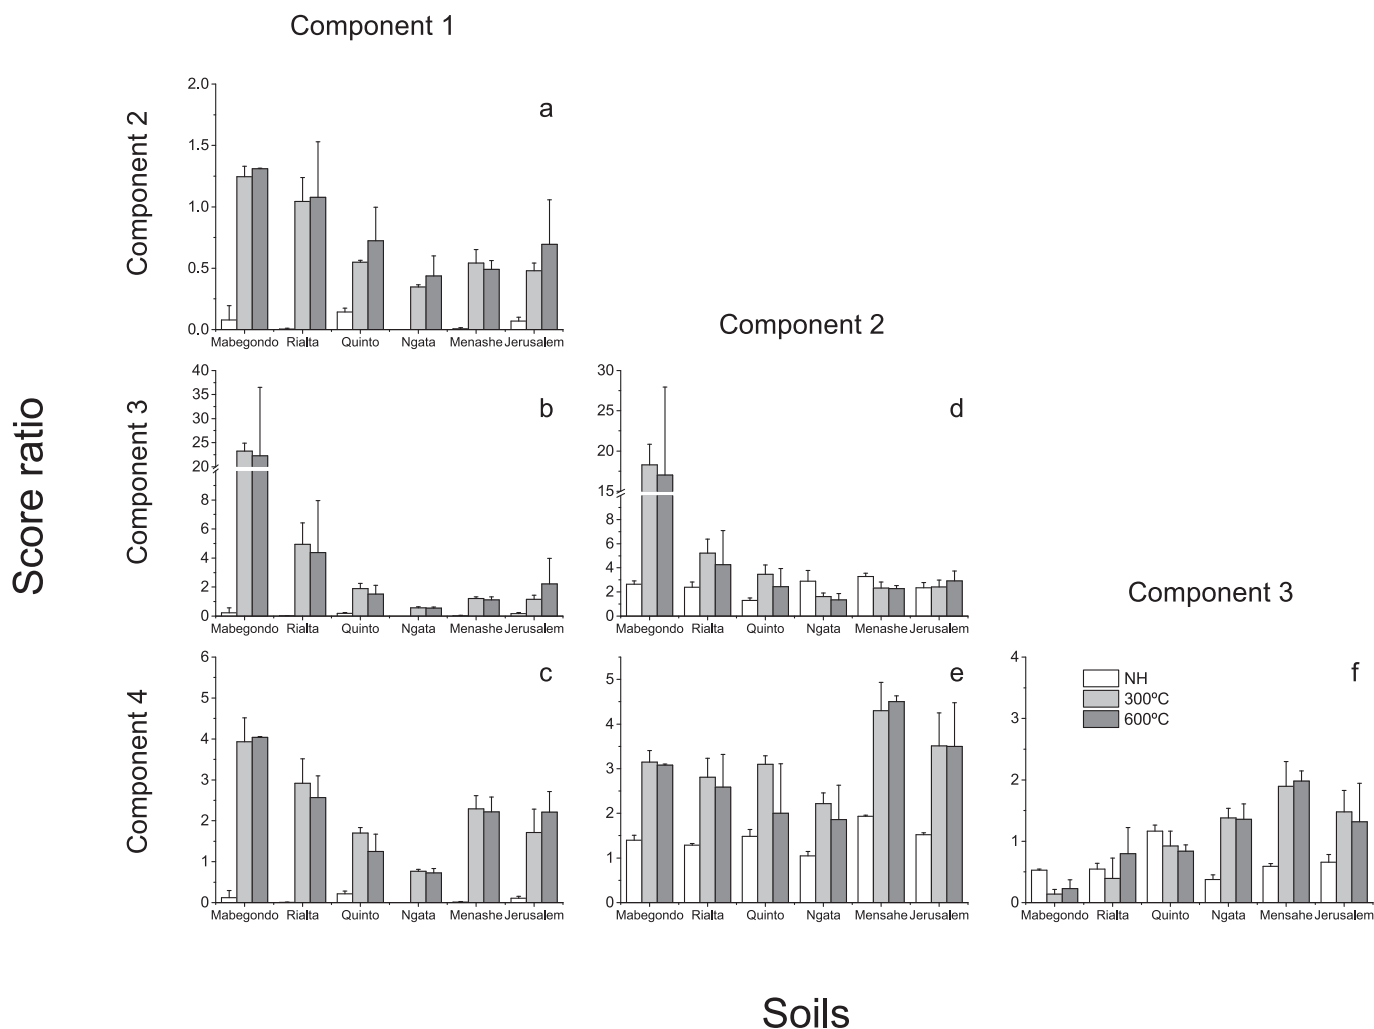 Component 1
Component 2
2.0
1.5
1.0
0.5
0.0
a
Mabegondo Rialta Quinto Ngata Menashe Jerusalem
Component 2
Score ratio
Component 3
40
35
30
25
20
8
6
4
2
0
b
Mabegondo Rialta Quinto Ngata Menashe Jerusalem
30
25
20
15
8
6
4
2
0
d
Mabegondo Rialta Quinto Ngata Menashe Jerusalem
Component 3
Component 4
6
5
4
3
2
1
0
c
Mabegondo Rialta Quinto Ngata Menashe Jerusalem
5
4
3
2
1
0
e
Mabegondo Rialta Quinto Ngata Mensahe Jerusalem
4
3
2
1
0
f
NH
300ºC
600ºC
Mabegondo Rialta Quinto Ngata Mensahe Jerusalem
Soils